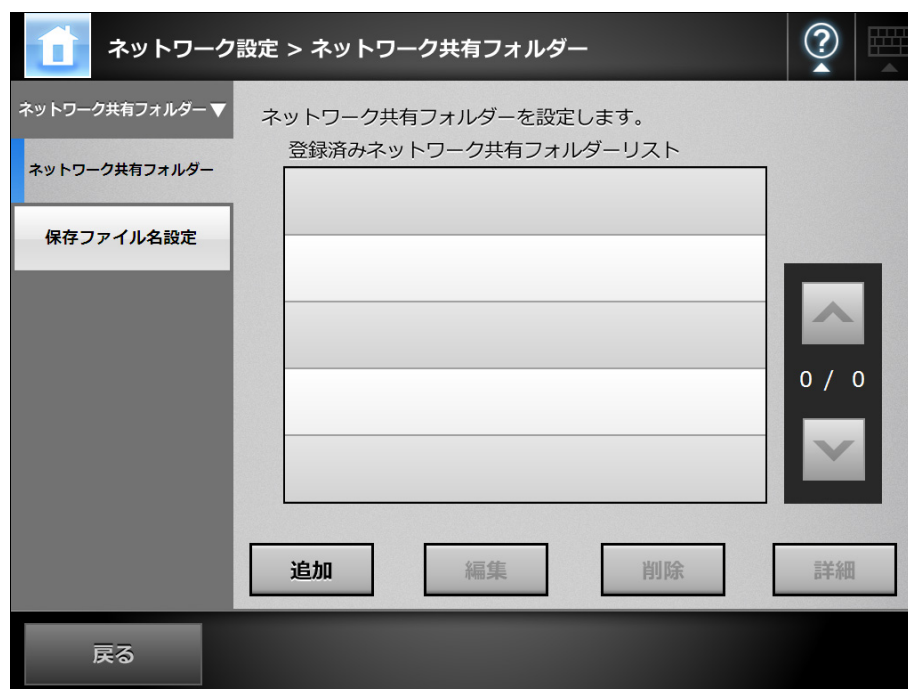 ネットワーク設定 > ネットワーク共有フォルダー
?
ネットワーク共有フォルダー▼
ネットワーク共有フォルダー
保存ファイル名設定
ネットワーク共有フォルダーを設定します。
登録済みネットワーク共有フォルダーリスト
0 / 0
追加
編集
削除
詳細
戻る